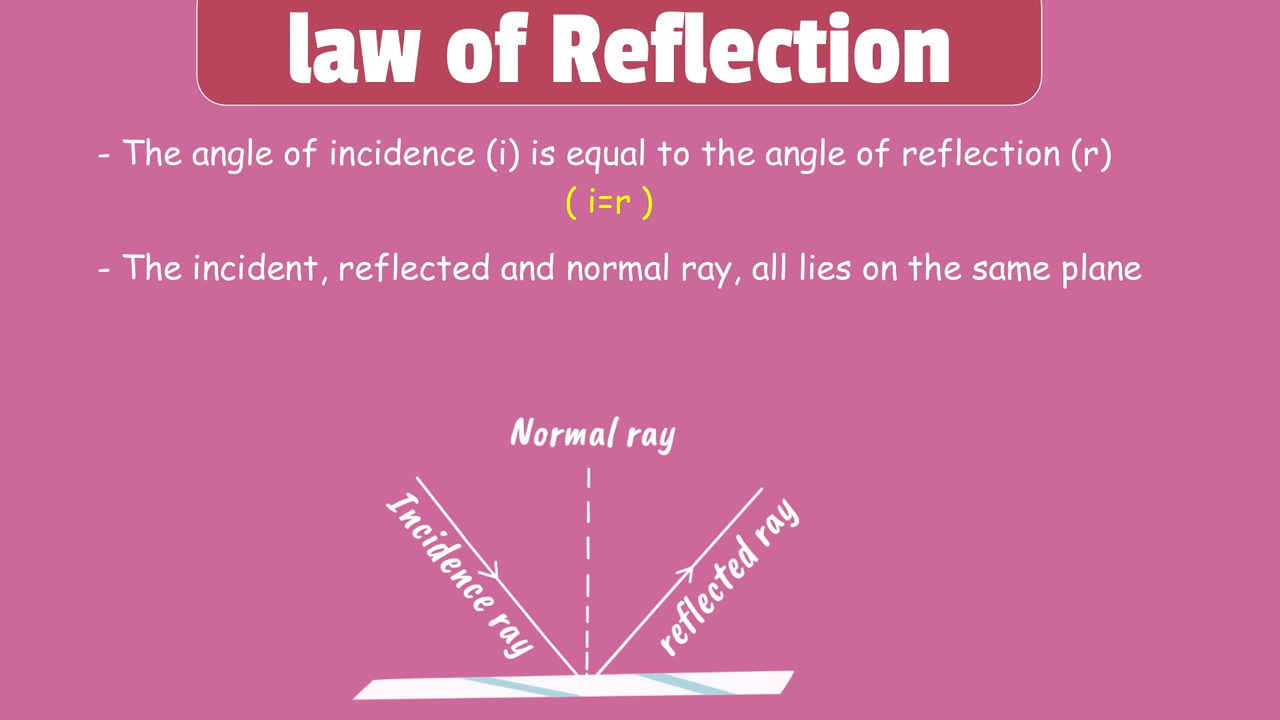 law of Reflection
- The angle of incidence (i) is equal to the angle of reflection (r)
( i=r )
- The incident, reflected and normal ray, all lies on the same plane
Normal ray
Incidence ray
reflected ray